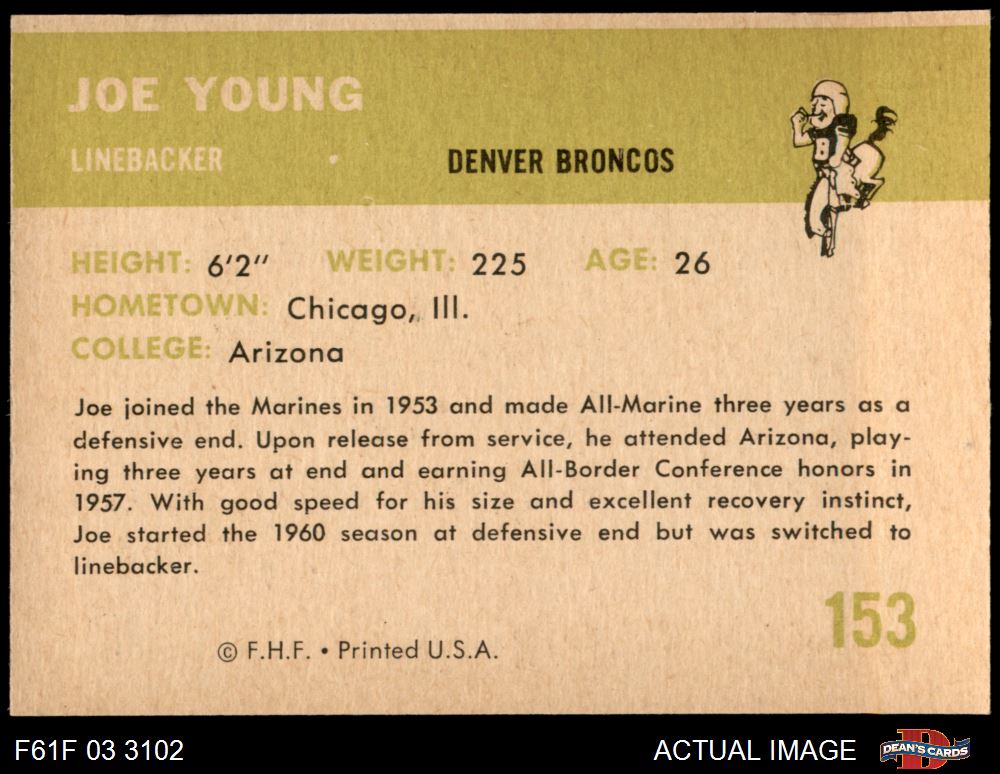 JOE YOUNG
LINEBACKER
DENVER BRONCOS
HEIGHT: 6'2" WEIGHT: 225 AGE: 26
HOMETOWN: Chicago, Ill.
COLLEGE: Arizona
Joe joined the Marines in 1953 and made All-Marine three years as a
defensive end. Upon release from service, he attended Arizona, play-
ing three years at end and earning All-Border Conference honors in
1957. With good speed for his size and excellent recovery instinct,
Joe started the 1960 season at defensive end but was switched to
linebacker.
153
© F.H.F. • Printed U.S.A.
F61F 03 3102
ACTUAL IMAGE
DEAN'S CARDS